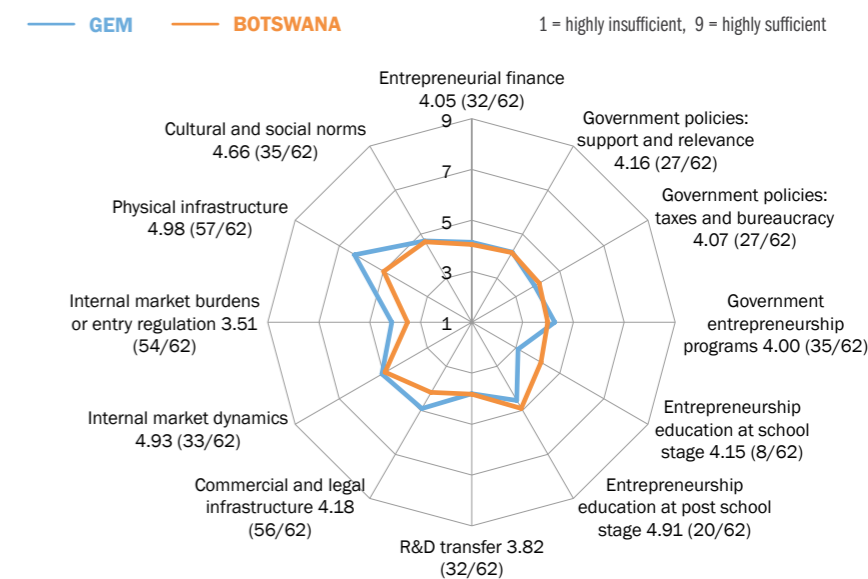 GEM
BOTSWANA
1 = highly insufficient, 9 = highly sufficient
Entrepreneurial finance
4.05 (32/62)
Government policies:
support and relevance
4.16 (27/62)
Government policies:
taxes and bureaucracy
4.07 (27/62)
Government
entrepreneurship
programs 4.00 (35/62)
Entrepreneurship
education at school
stage 4.15 (8/62)
Entrepreneurship
education at post school
stage 4.91 (20/62)
R&D transfer 3.82
(32/62)
Commercial and legal
infrastructure 4.18
(56/62)
Internal market dynamics
4.93 (33/62)
Internal market burdens
or entry regulation 3.51
(54/62)
Physical infrastructure
4.98 (57/62)
Cultural and social norms
4.66 (35/62)
9
7
5
3
1